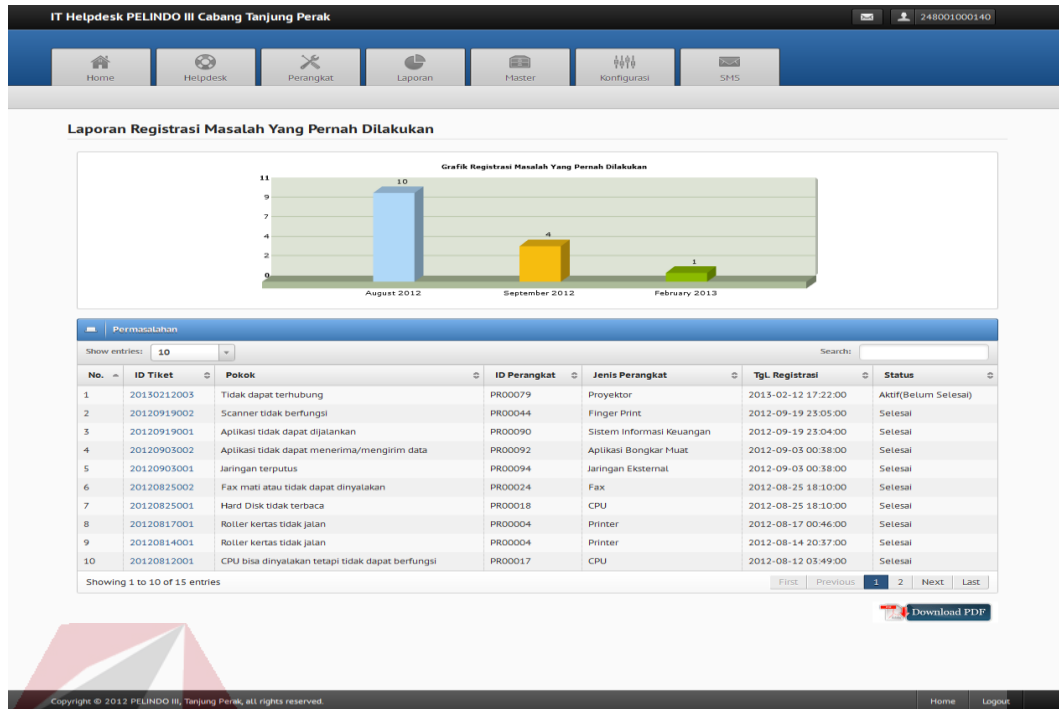 IT Helpdesk PELINDO III Cabang Tanjung Perak 248001000140
Home Helpdesk Perangkat Laporan Master Konfigurasi SMS
Laporan Registrasi Masalah Yang Pernah Dilakukan
Grafik Registrasi Masalah Yang Pernah Dilakukan
11
10
9
7
4
4
2
1
0
August 2012 September 2012 February 2013
Permasalahan
Show entries: 10 Search:
No. ID Tiket Pokok ID Perangkat Jenis Perangkat Tgl. Registrasi Status
1 20130212003 Tidak dapat terhubung PR00079 Proyektor 2013-02-12 17:22:00 Aktif(Belum Selesai)
2 20120919002 Scanner tidak berfungsi PR00044 Finger Print 2012-09-19 23:05:00 Selesai
3 20120919001 Aplikasi tidak dapat dijalankan PR00090 Sistem Informasi Keuangan 2012-09-19 23:04:00 Selesai
4 20120903002 Aplikasi tidak dapat menerima/mengirim data PR00092 Aplikasi Bongkar Muat 2012-09-03 00:38:00 Selesai
5 20120903001 Jaringan terputus PR00094 Jaringan Eksternal 2012-09-03 00:38:00 Selesai
6 20120825002 Fax mati atau tidak dapat dinyalakan PR00024 Fax 2012-08-25 18:10:00 Selesai
7 20120825001 Hard Disk tidak terbaca PR00018 CPU 2012-08-25 18:10:00 Selesai
8 20120817001 Roller kertas tidak jalan PR00004 Printer 2012-08-17 00:46:00 Selesai
9 20120814001 Roller kertas tidak jalan PR00004 Printer 2012-08-14 20:37:00 Selesai
10 20120812001 CPU bisa dinyalakan tetapi tidak dapat berfungsi PR00017 CPU 2012-08-12 03:49:00 Selesai
Showing 1 to 10 of 15 entries First Previous 1 2 Next Last
Download PDF
Copyright © 2012 PELINDO III, Tanjung Perak, all rights reserved. Home Logout